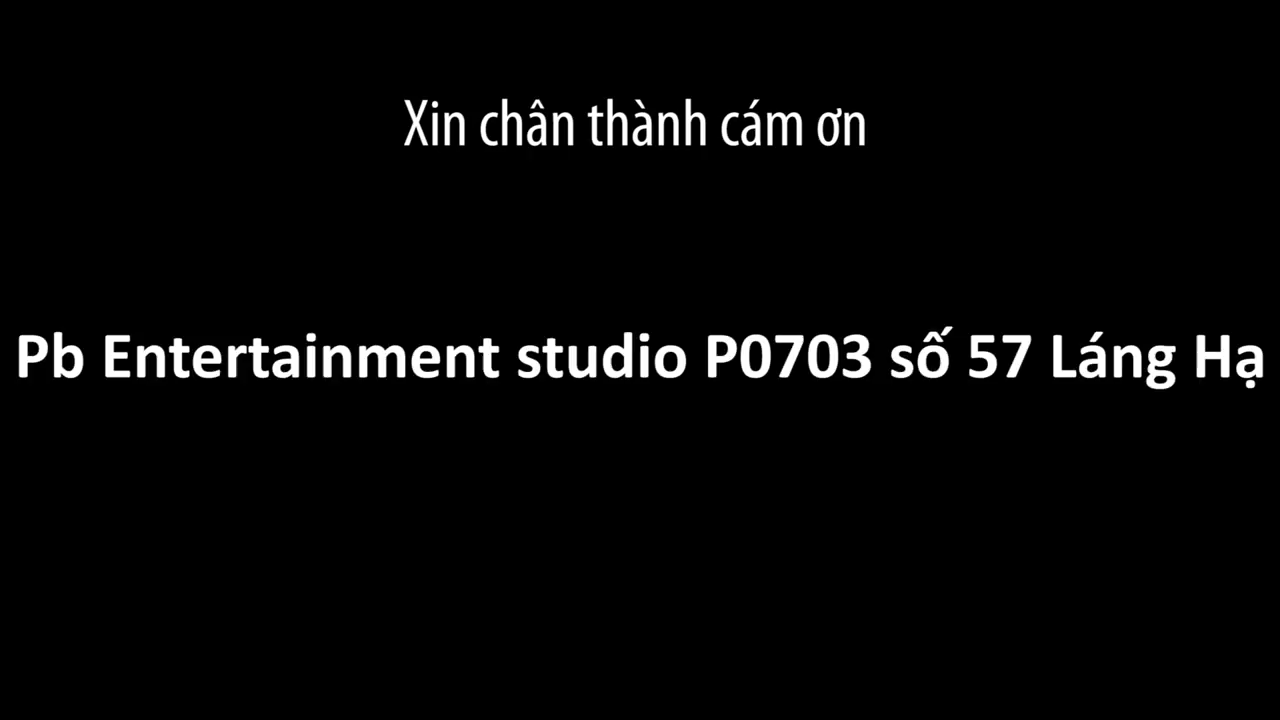 Xin chân thành cám ơn
Pb Entertainment studio P0703 số 57 Láng Hạ